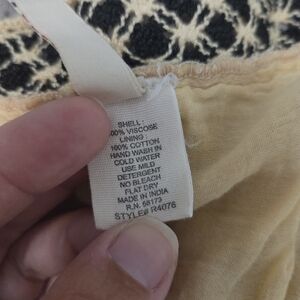 SHELL :
00% VISCOSE
LINING :
100% COTTON
HAND WASH IN
COLD WATER
USE MILD
DETERGENT
NO BLEACH
FLAT DRY
MADE IN INDIA
R.N. 58173
STYLE# R4076